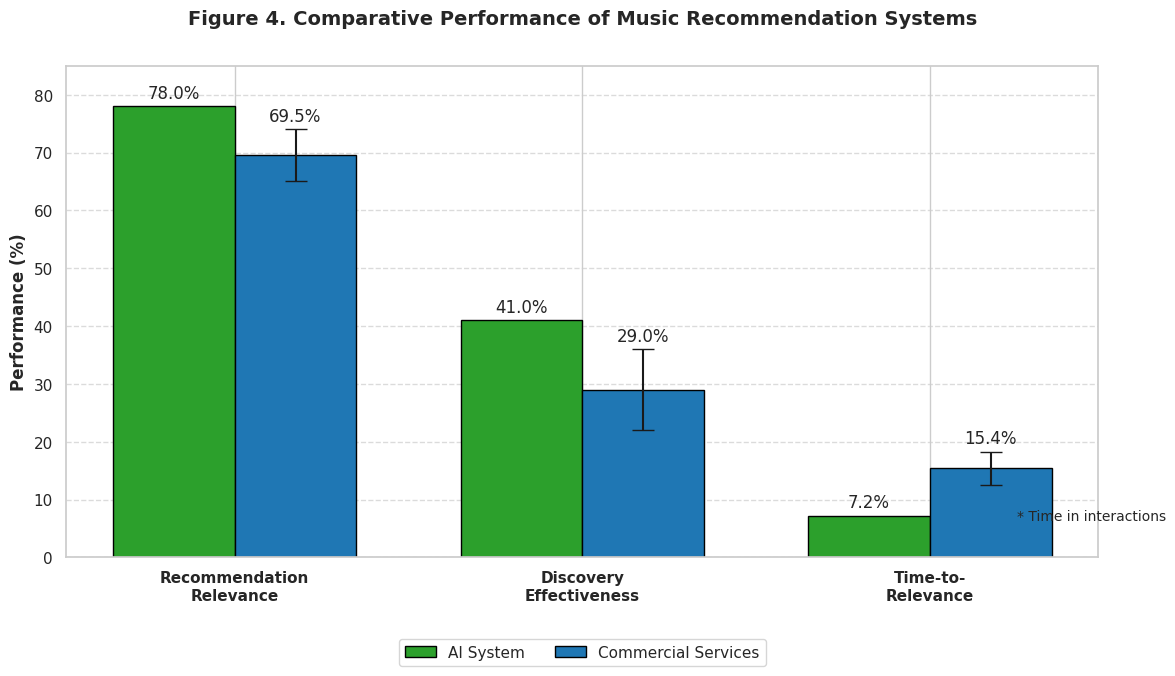 Figure 4. Comparative Performance of Music Recommendation Systems
Performance (%)
80
70
60
50
40
30
20
10
0
78.0%
69.5%
41.0%
29.0%
7.2%
15.4%
* Time in interactions
Recommendation
Relevance
Discovery
Effectiveness
Time-to-
Relevance
AI System
Commercial Services